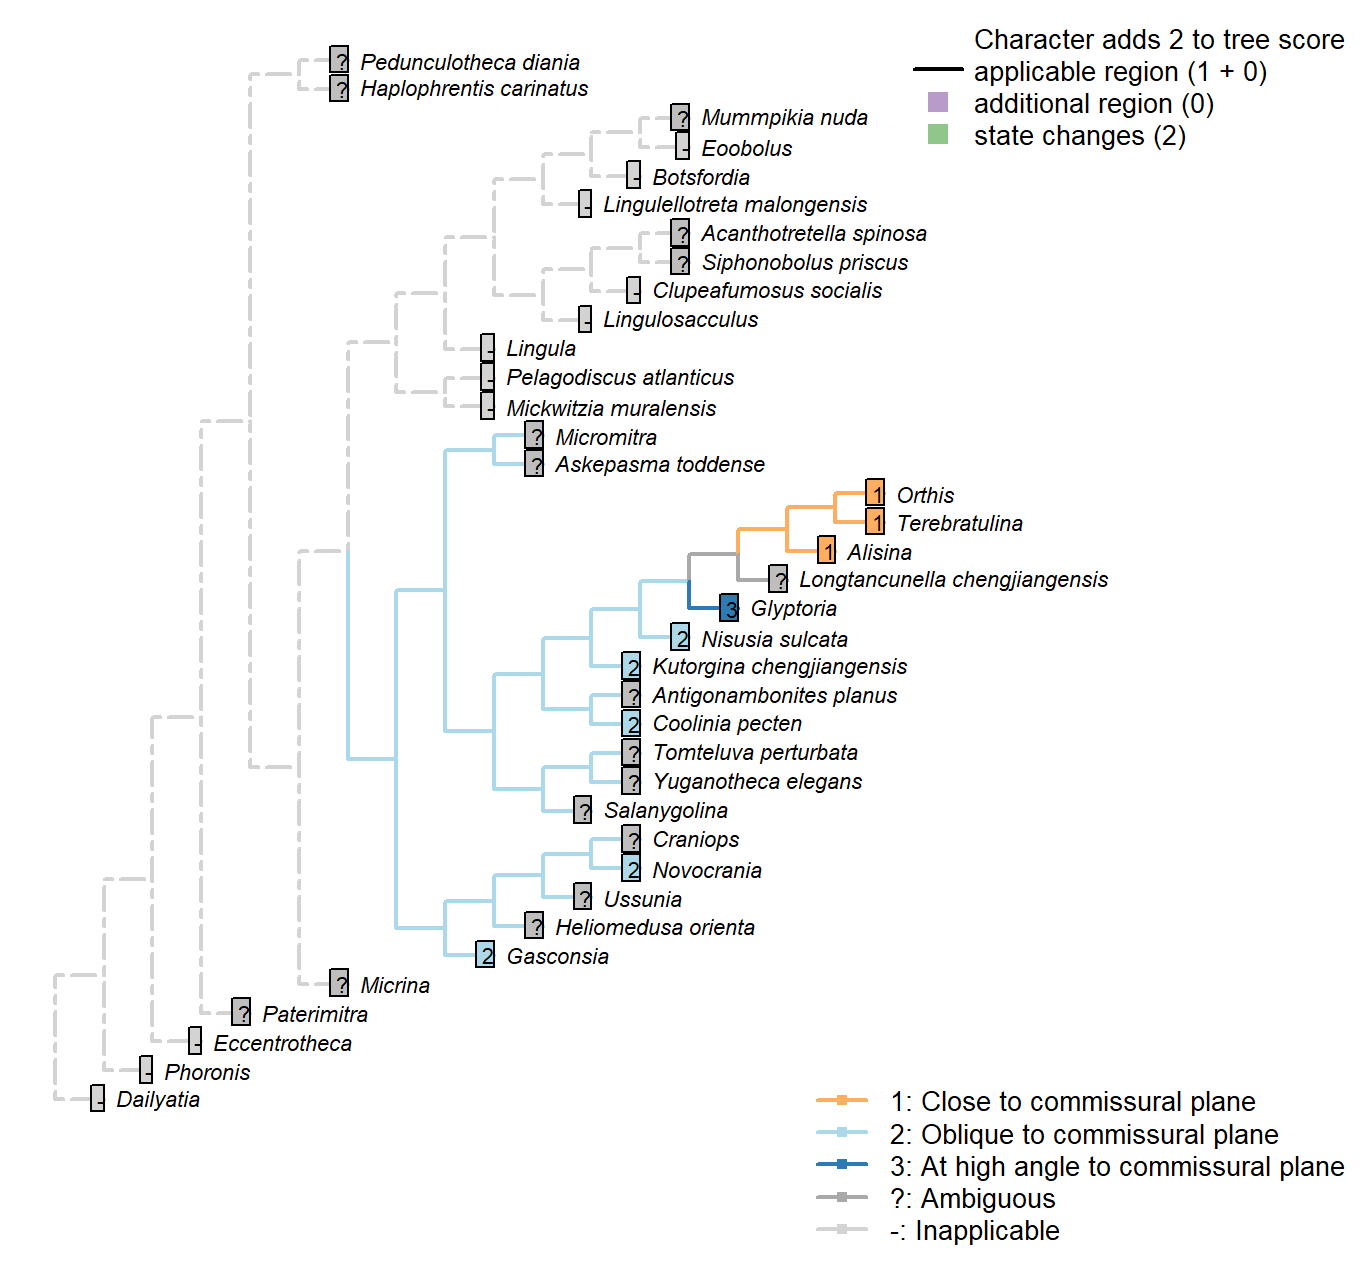 Character adds 2 to tree score
applicable region (1 + 0)
additional region (0)
state changes (2)
? Pedunculotheca diania
? Haplophrentis carinatus
? Mummpikia nuda
- Eoobolus
- Botsfordia
- Lingulellotreta malongensis
? Acanthotretella spinosa
? Siphonobolus priscus
- Clupeafumosus socialis
- Lingulosacculus
- Lingula
- Pelagodiscus atlanticus
- Mickwitzia muralensis
? Micromitra
? Askepasma toddense
1 Orthis
1 Terebratulina
1 Alisina
? Longtancunella chengjiangensis
3 Glyptoria
2 Nisusia sulcata
2 Kutorgina chengjiangensis
? Antigonambonites planus
2 Coolinia pecten
? Tomteluva perturbata
? Yuganotheca elegans
? Salanygolina
? Craniops
2 Novocrania
? Ussunia
? Heliomedusa orienta
2 Gasconsia
? Micrina
? Paterimitra
- Eccentrotheca
- Phoronis
- Dailyatia
1: Close to commissural plane
2: Oblique to commissural plane
3: At high angle to commissural plane
?: Ambiguous
-: Inapplicable